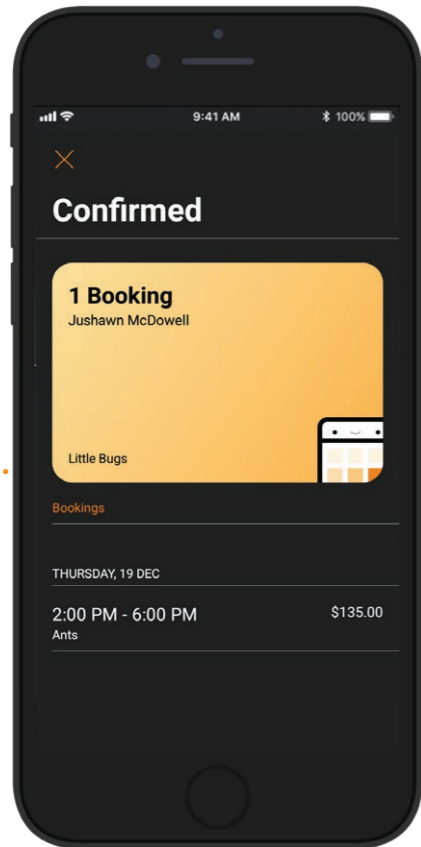 9:41 AM
100%
Confirmed
1 Booking
Jushawn McDowell
Little Bugs
Bookings
THURSDAY, 19 DEC
2:00 PM - 6:00 PM
$135.00
Ants